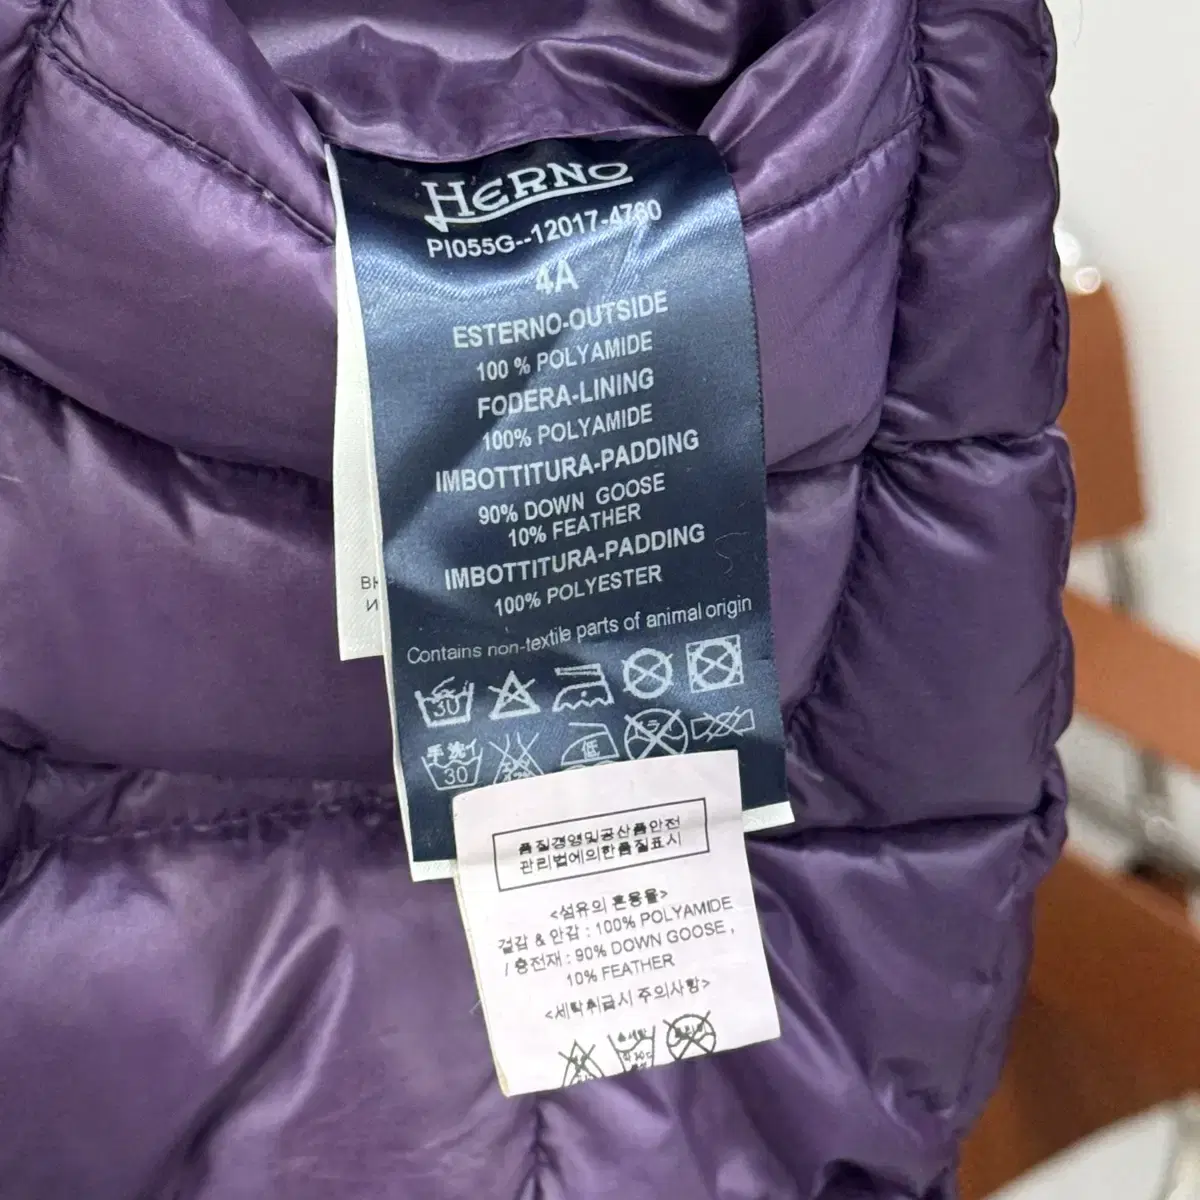 HERNO
PI055G--12017-4760
4A
ESTERNO-OUTSIDE
100 % POLYAMIDE
FODERA-LINING
100% POLYAMIDE
IMBOTTITURA-PADDING
90% DOWN GOOSE
10% FEATHER
IMBOTTITURA-PADDING
100% POLYESTER
Contains non-textile parts of animal origin
30
手洗イ
30
低
품질경영및공산품안전
관리법에의한품질표시
<섬유의 혼용율>
겉감 & 안감 : 100% POLYAMIDE
/ 충전재 : 90% DOWN GOOSE ,
10% FEATHER
<세탁취급시 주의사항>